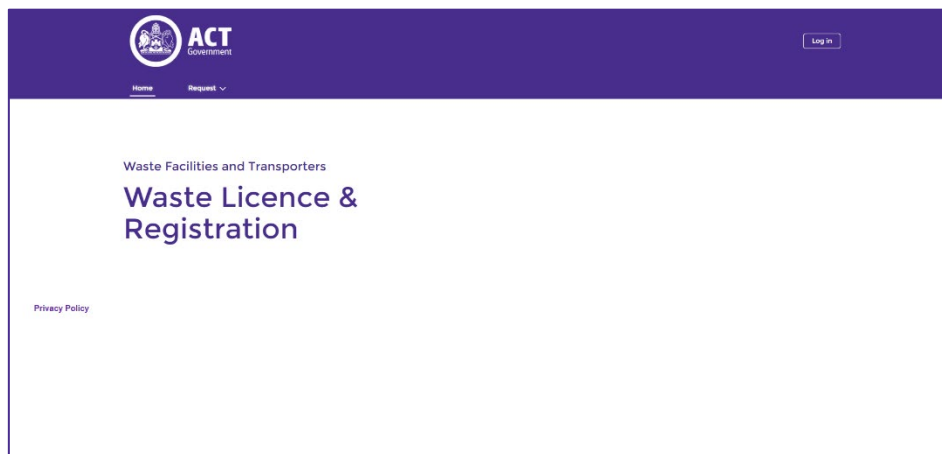 ACT
Government
Log in
Home Request
Waste Facilities and Transporters
Waste Licence &
Registration
Privacy Policy